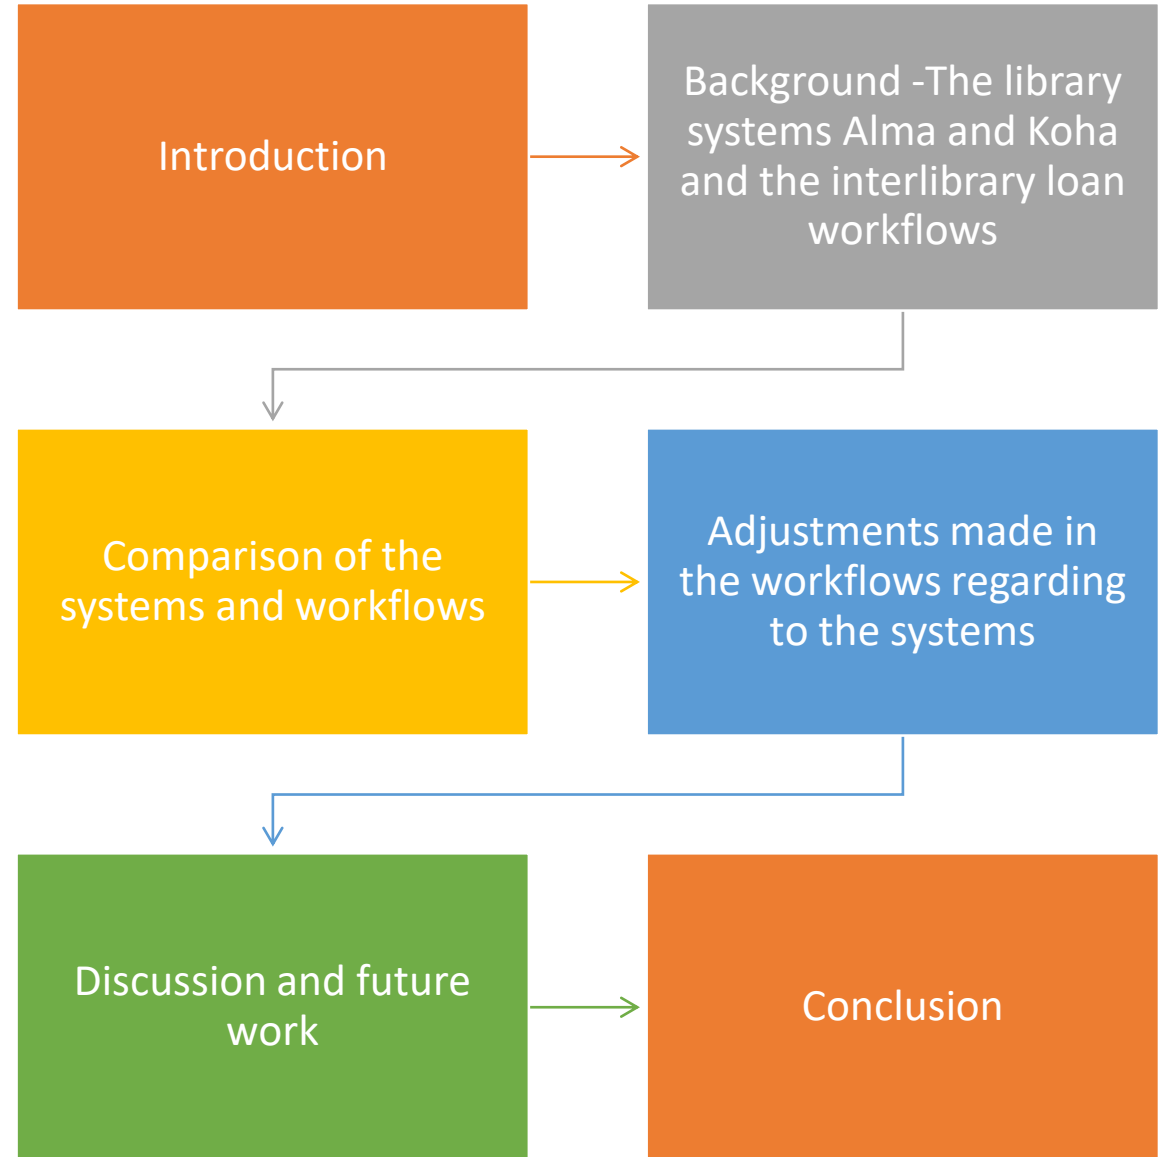 Introduction
Background -The library
systems Alma and Koha
and the interlibrary loan
workflows
Comparison of the
systems and workflows
Adjustments made in
the workflows regarding
to the systems
Discussion and future
work
Conclusion